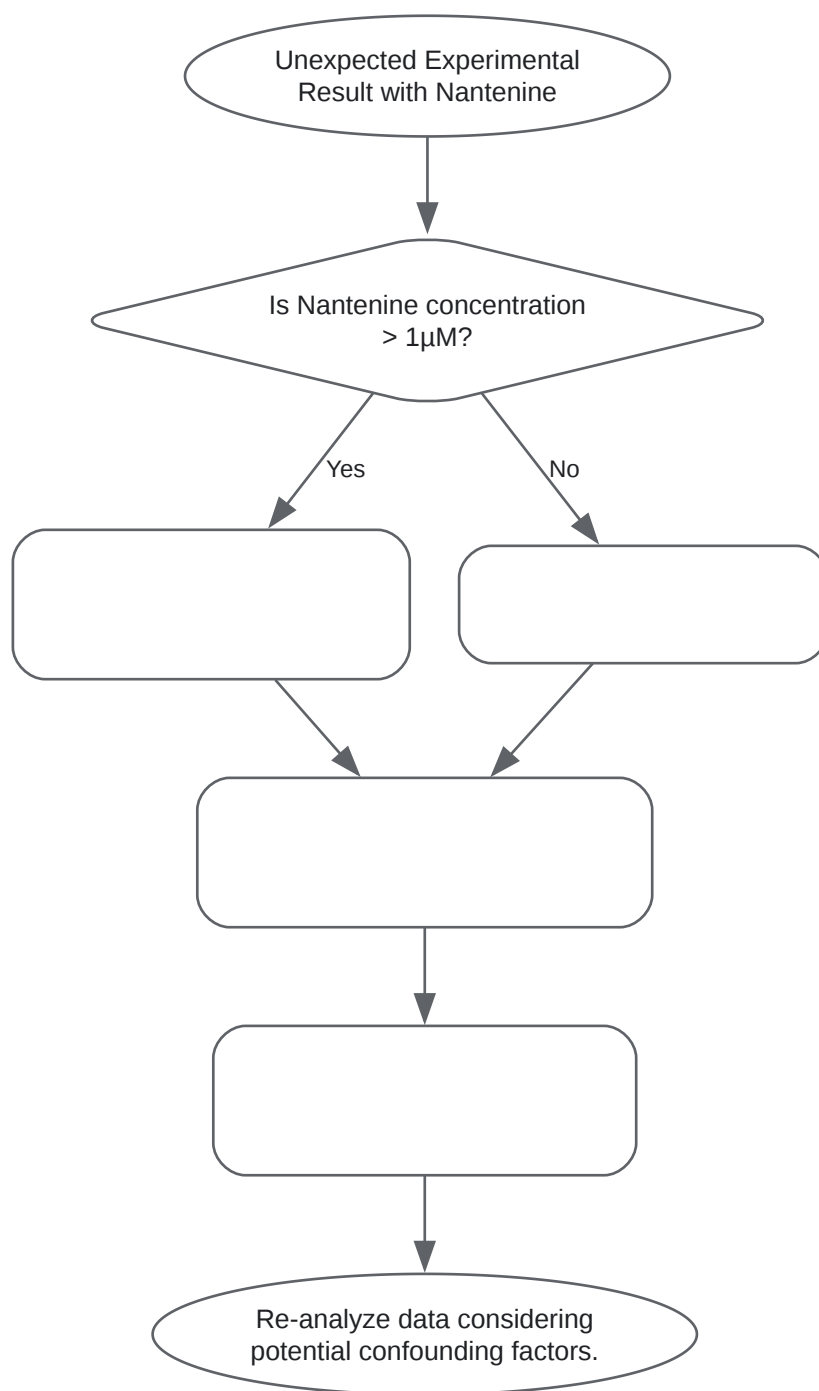 Unexpected Experimental
Result with Nantenine
Is Nantenine concentration
> 1µM?
Yes
No
Re-analyze data considering
potential confounding factors.